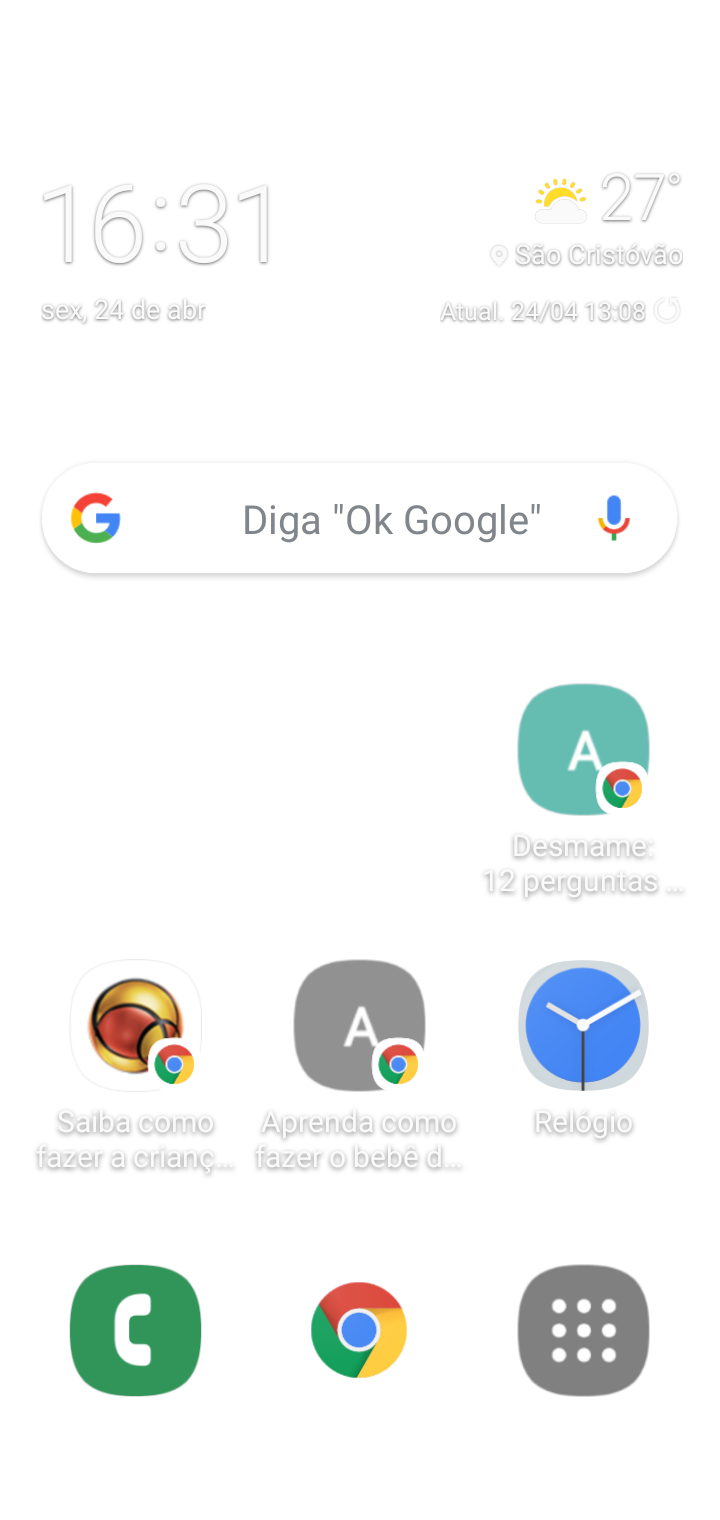 16:31
27°
São Cristóvão
sex, 24 de abr
Atual. 24/04 13:08
Diga "Ok Google"
A
Desmame:
12 perguntas ...
A
Saiba como
fazer a crianç...
Aprenda como
fazer o bebê d...
Relógio